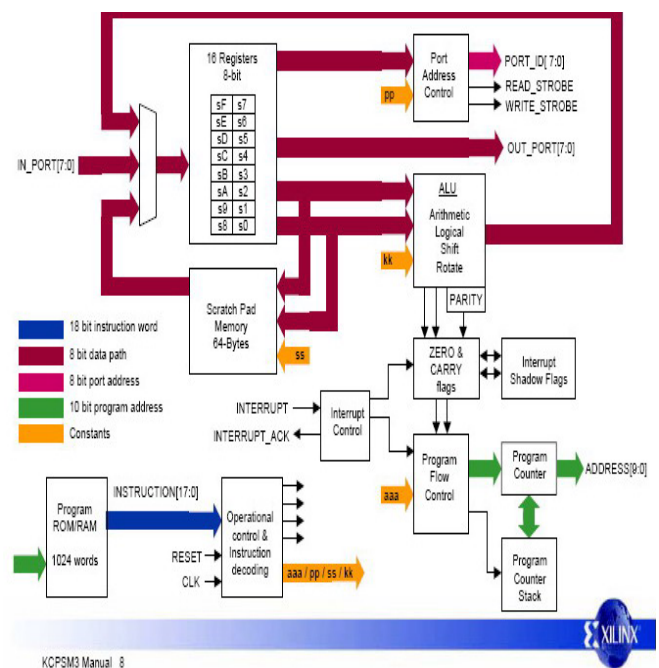 16 Registers
8-bit
sF s7
sE s6
sD s5
sC s4
sB s3
sA s2
s9 s1
s8 s0
IN_PORT[7:0]
Port
Address
Control
pp
PORT_ID[ 7:0]
READ_STROBE
WRITE_STROBE
OUT_PORT[7:0]
ALU
Arithmetic
Logical
Shift
Rotate
kk
PARITY
Scratch Pad
Memory
64-Bytes
ss
18 bit instruction word
8 bit data path
8 bit port address
10 bit program address
Constants
ZERO &
CARRY
flags
Interrupt
Shadow Flags
INTERRUPT
INTERRUPT_ACK
Interrupt
Control
Program
Flow
Control
aaa
Program
Counter
ADDRESS[9:0]
Program
Counter
Stack
Program
ROM/RAM
1024 words
INSTRUCTION[17:0]
RESET
CLK
Operational
control &
Instruction
decoding
aaa / pp / ss / kk
XILINX
KCPSM3 Manual 8